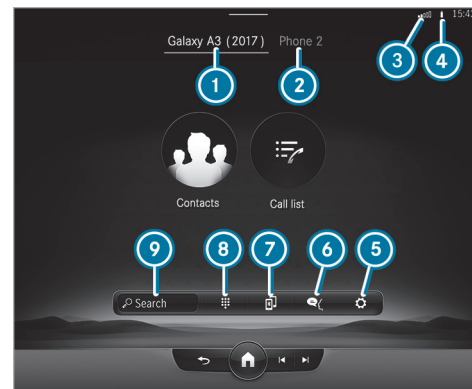 15:42
Galaxy A3 (2017) Phone 2
3 4
1 2
Contacts Call list
9 8 7 6 5
Search